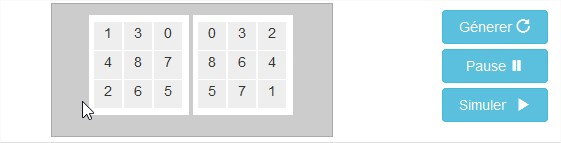 1 3 0 0 3 2
4 8 7 8 6 4
2 6 5 5 7 1
Génerer
Pause
Simuler